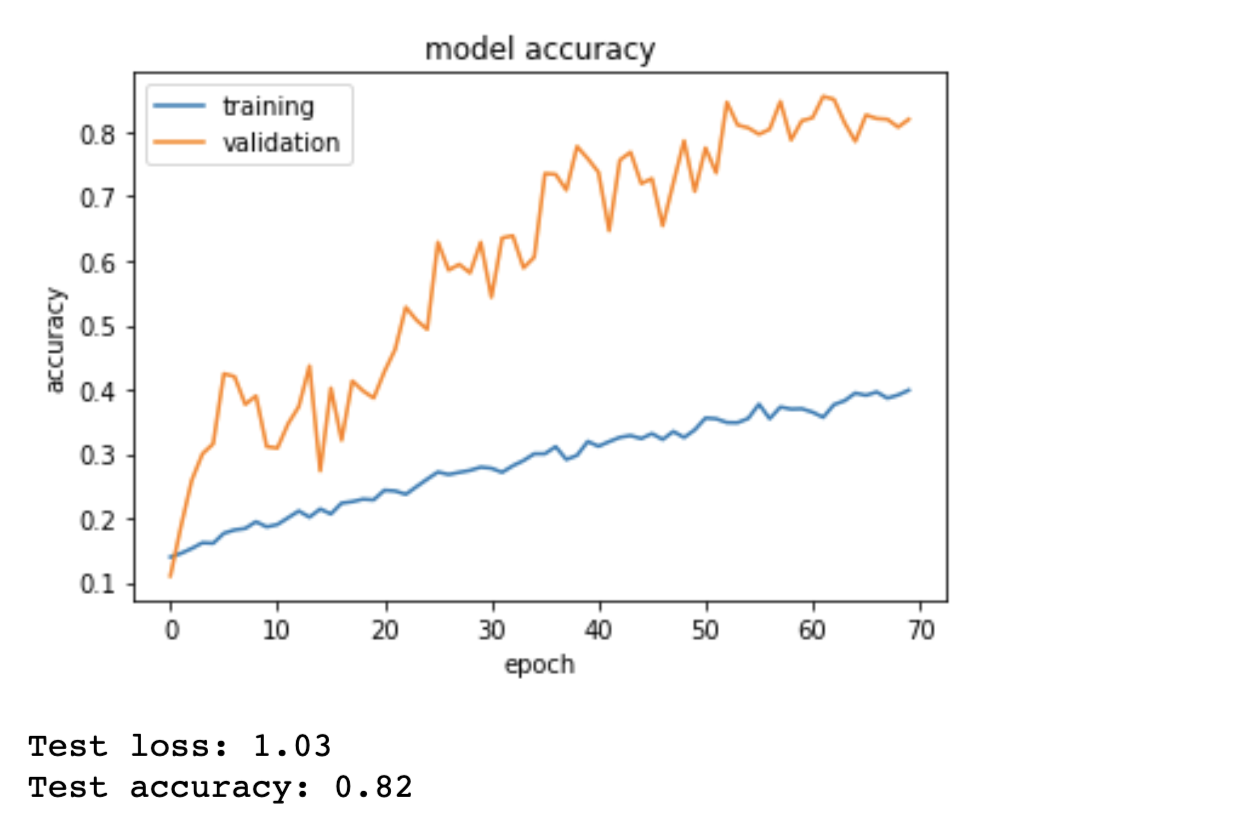 model accuracy
training
validation
0.8
0.7
0.6
0.5
0.4
0.3
0.2
0.1
accuracy
0 10 20 30 40 50 60 70
epoch
Test loss: 1.03
Test accuracy: 0.82